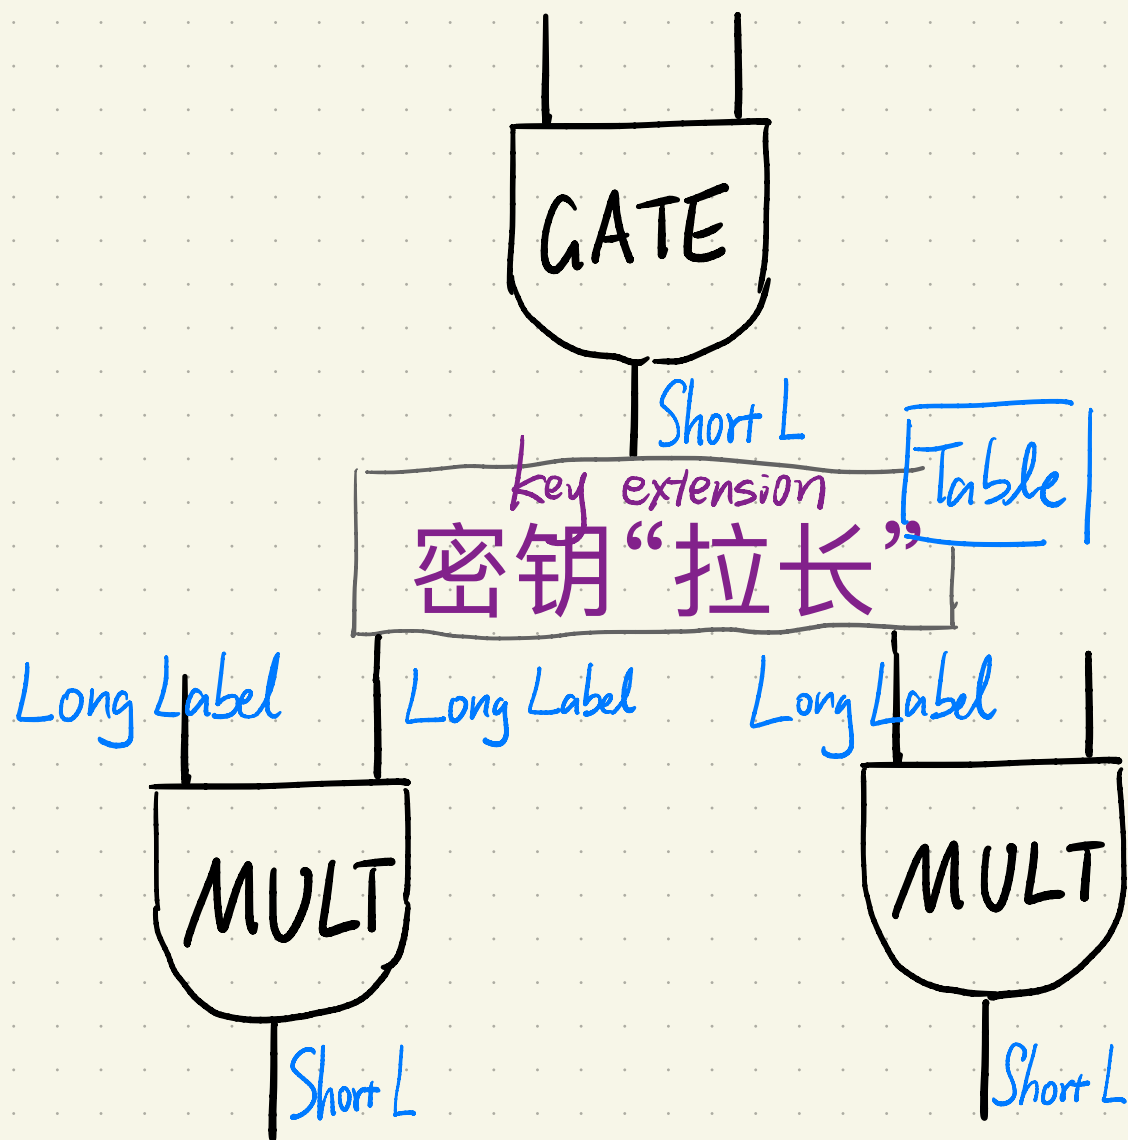 GATE
Short L
key extension
Table
密钥“拉长”
Long Label
Long Label
Long Label
MULT
MULT
Short L
Short L